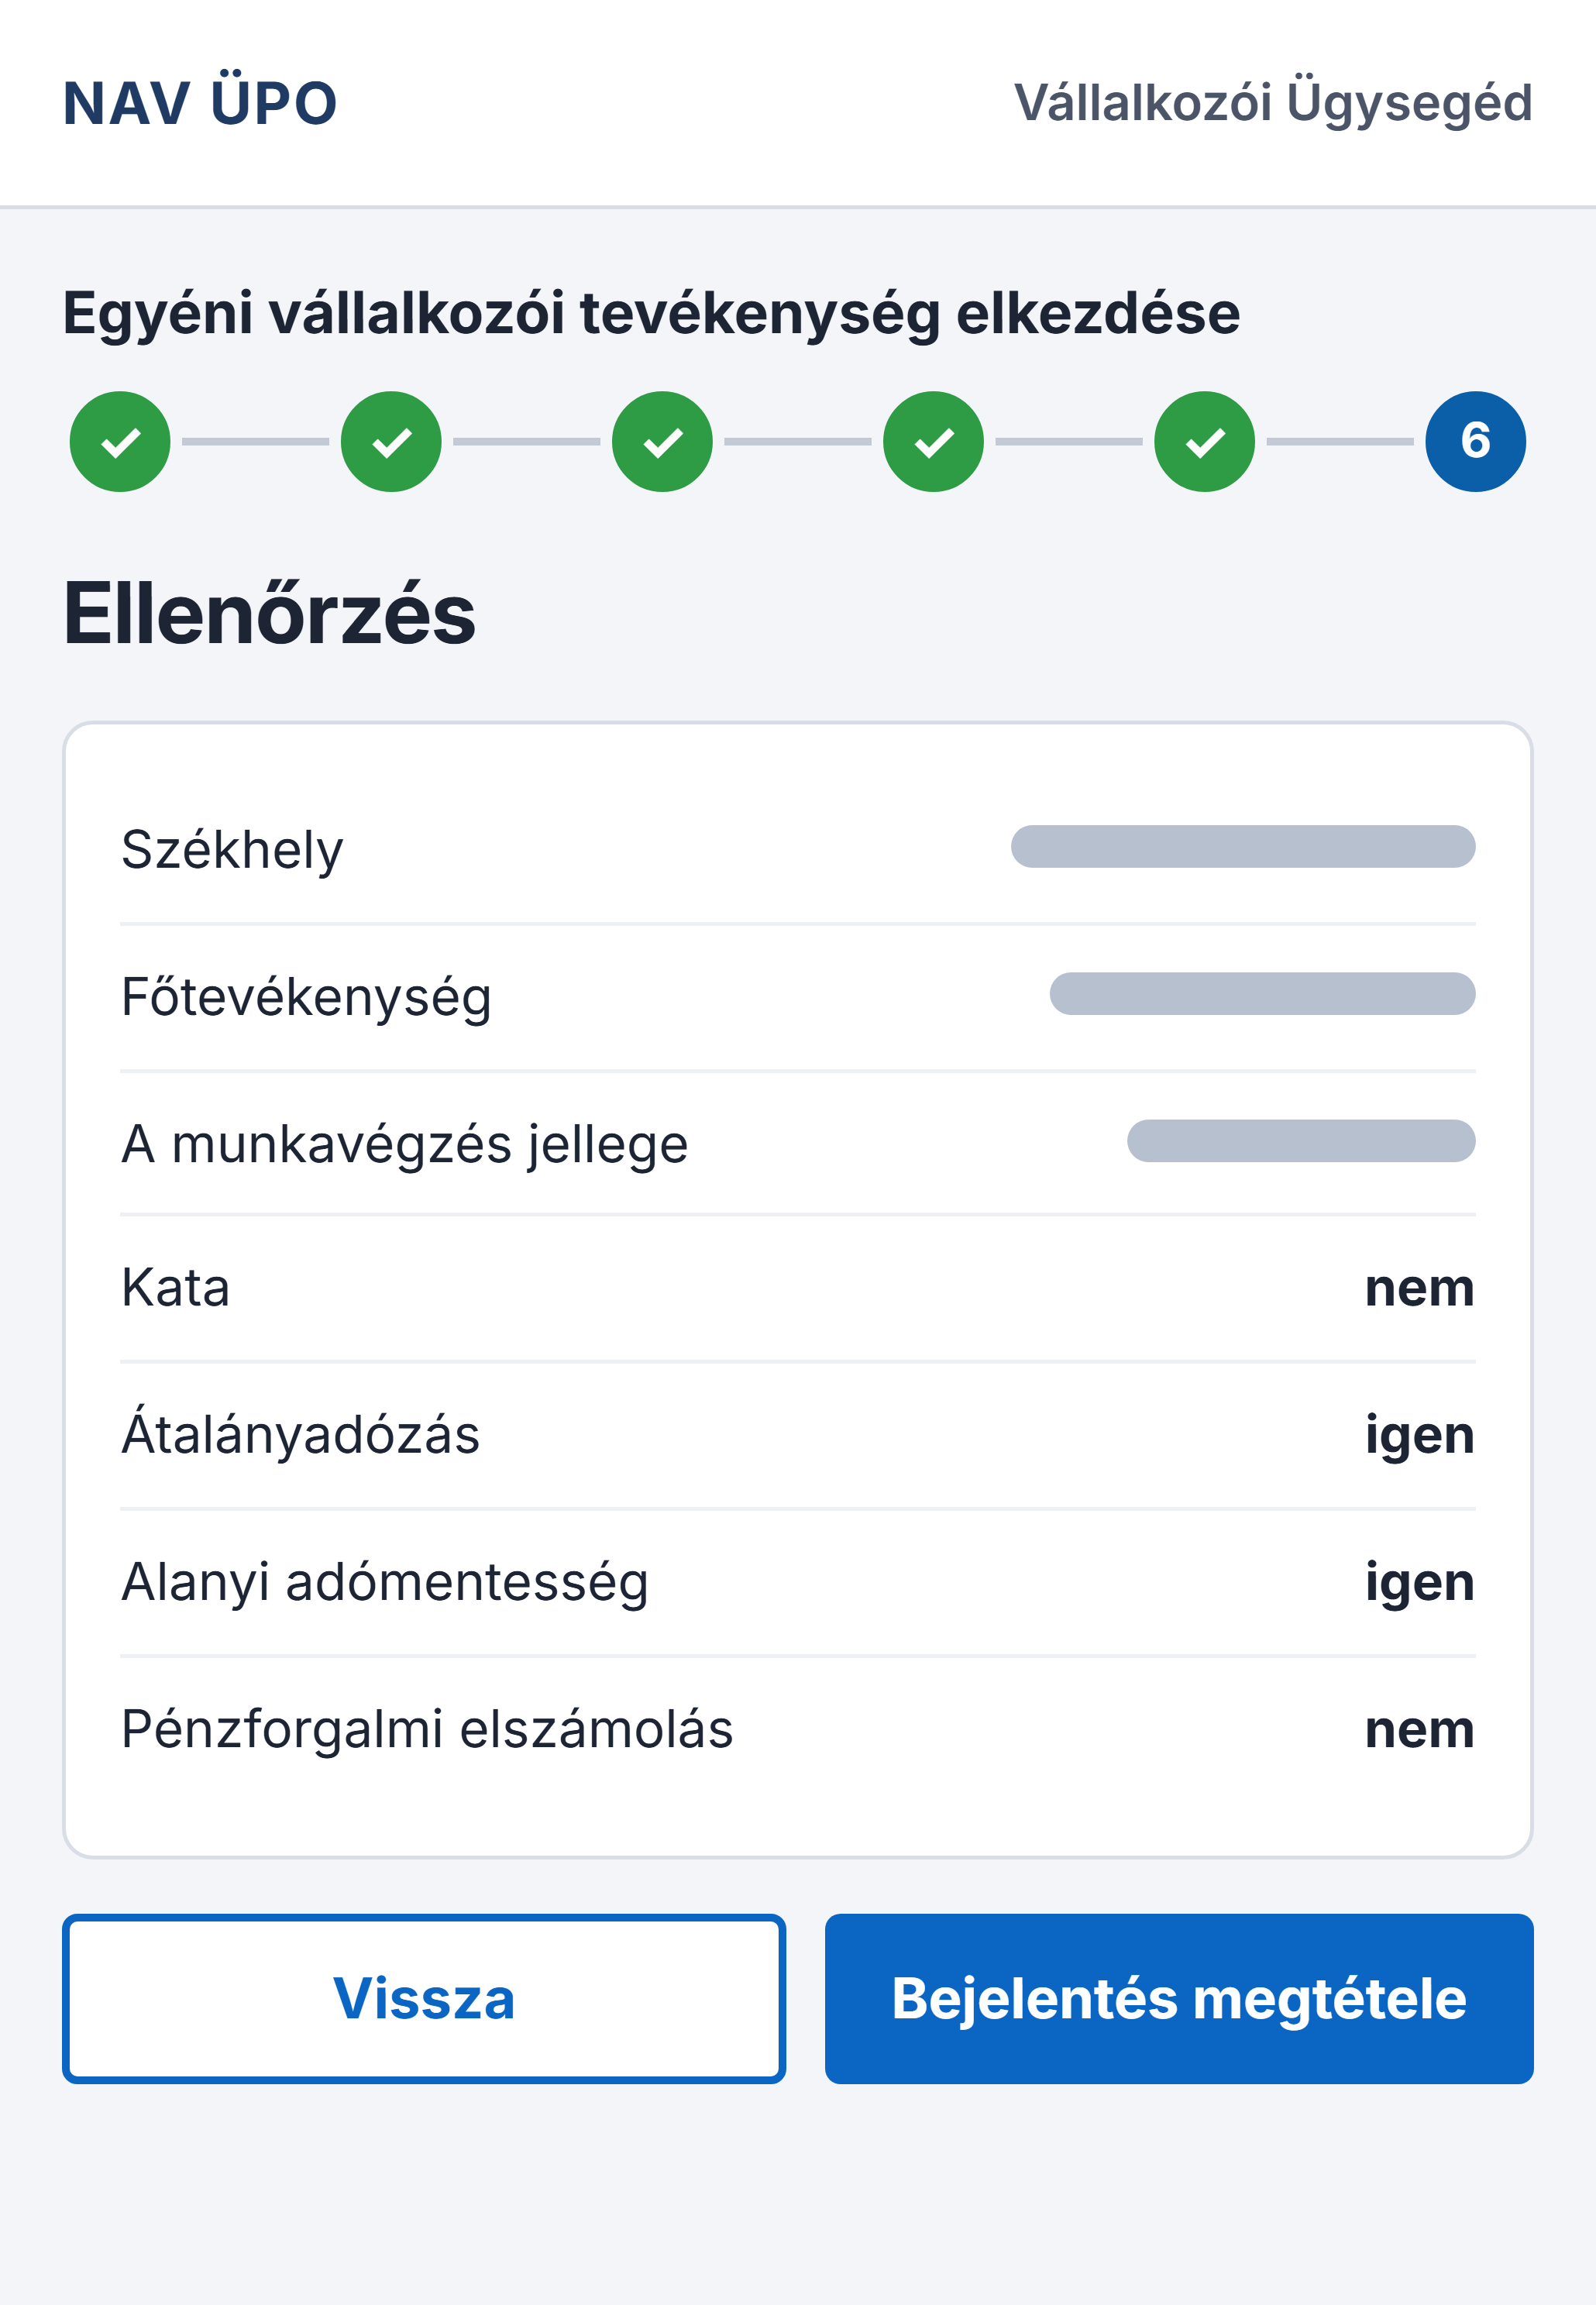 NAV ÜPO
Vállalkozói Ügysegéd
Egyéni vállalkozói tevékenység elkezdése
6
Ellenőrzés
Székhely
Főtevékenység
A munkavégzés jellege
Kata nem
Átalányadózás igen
Alanyi adómentesség igen
Pénzforgalmi elszámolás nem
Vissza
Bejelentés megtétele